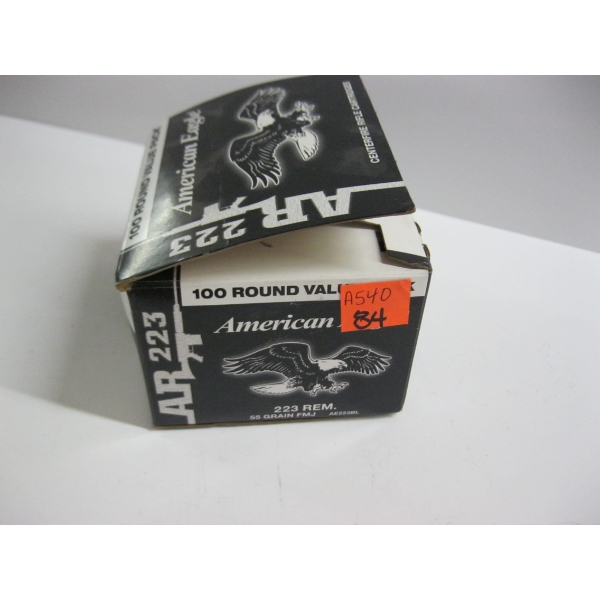 100 ROUND VALUE PACK
American Eagle
CENTERFIRE RIFLE CARTRIDGES
AR 223
100 ROUND VALU K
A540
84
American
AR 223
223 REM.
55 GRAIN FMJ AE223BL